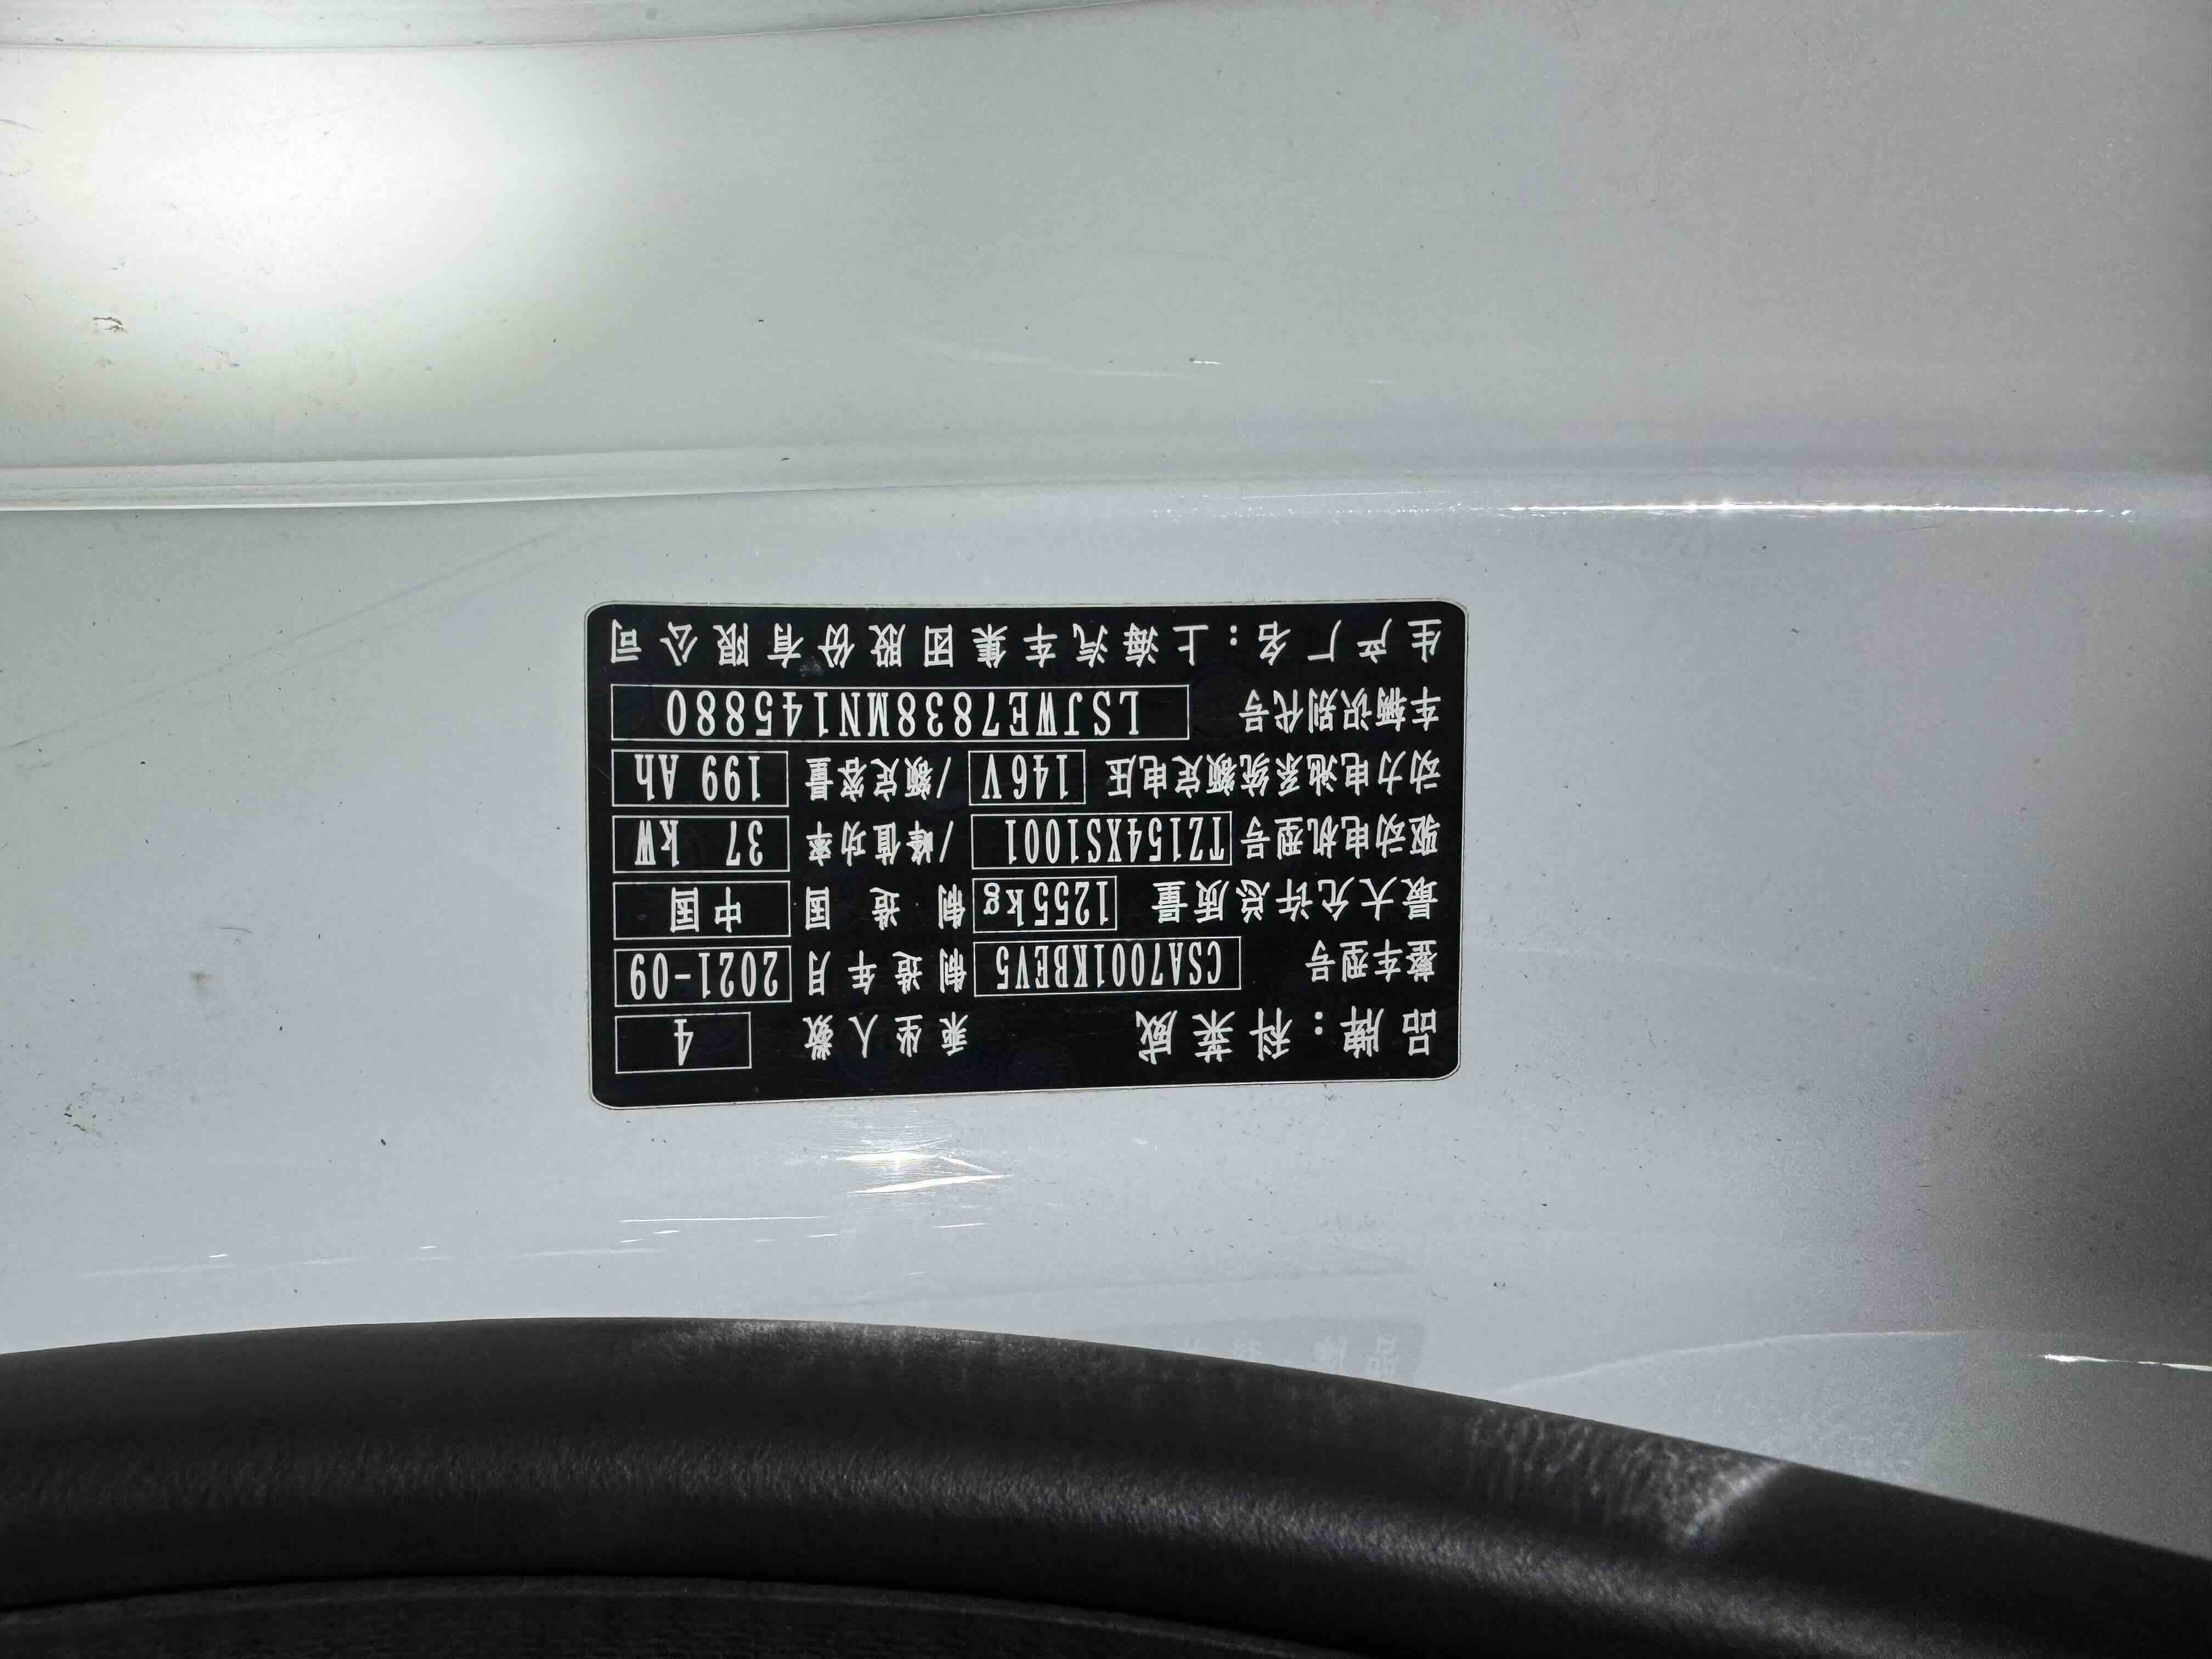 品牌:科莱威 乘坐人数 4
整车型号 CSA7001KBEV5 制造年月 2021-09
最大允许总质量 1255kg 制造国 中国
驱动电机型号 TZ154XS1001 /峰值功率 37 kW
动力电池系统额定电压 146V /额定容量 199 Ah
车辆识别代号 LSJWE7838MN145880
生产厂名:上海汽车集团股份有限公司